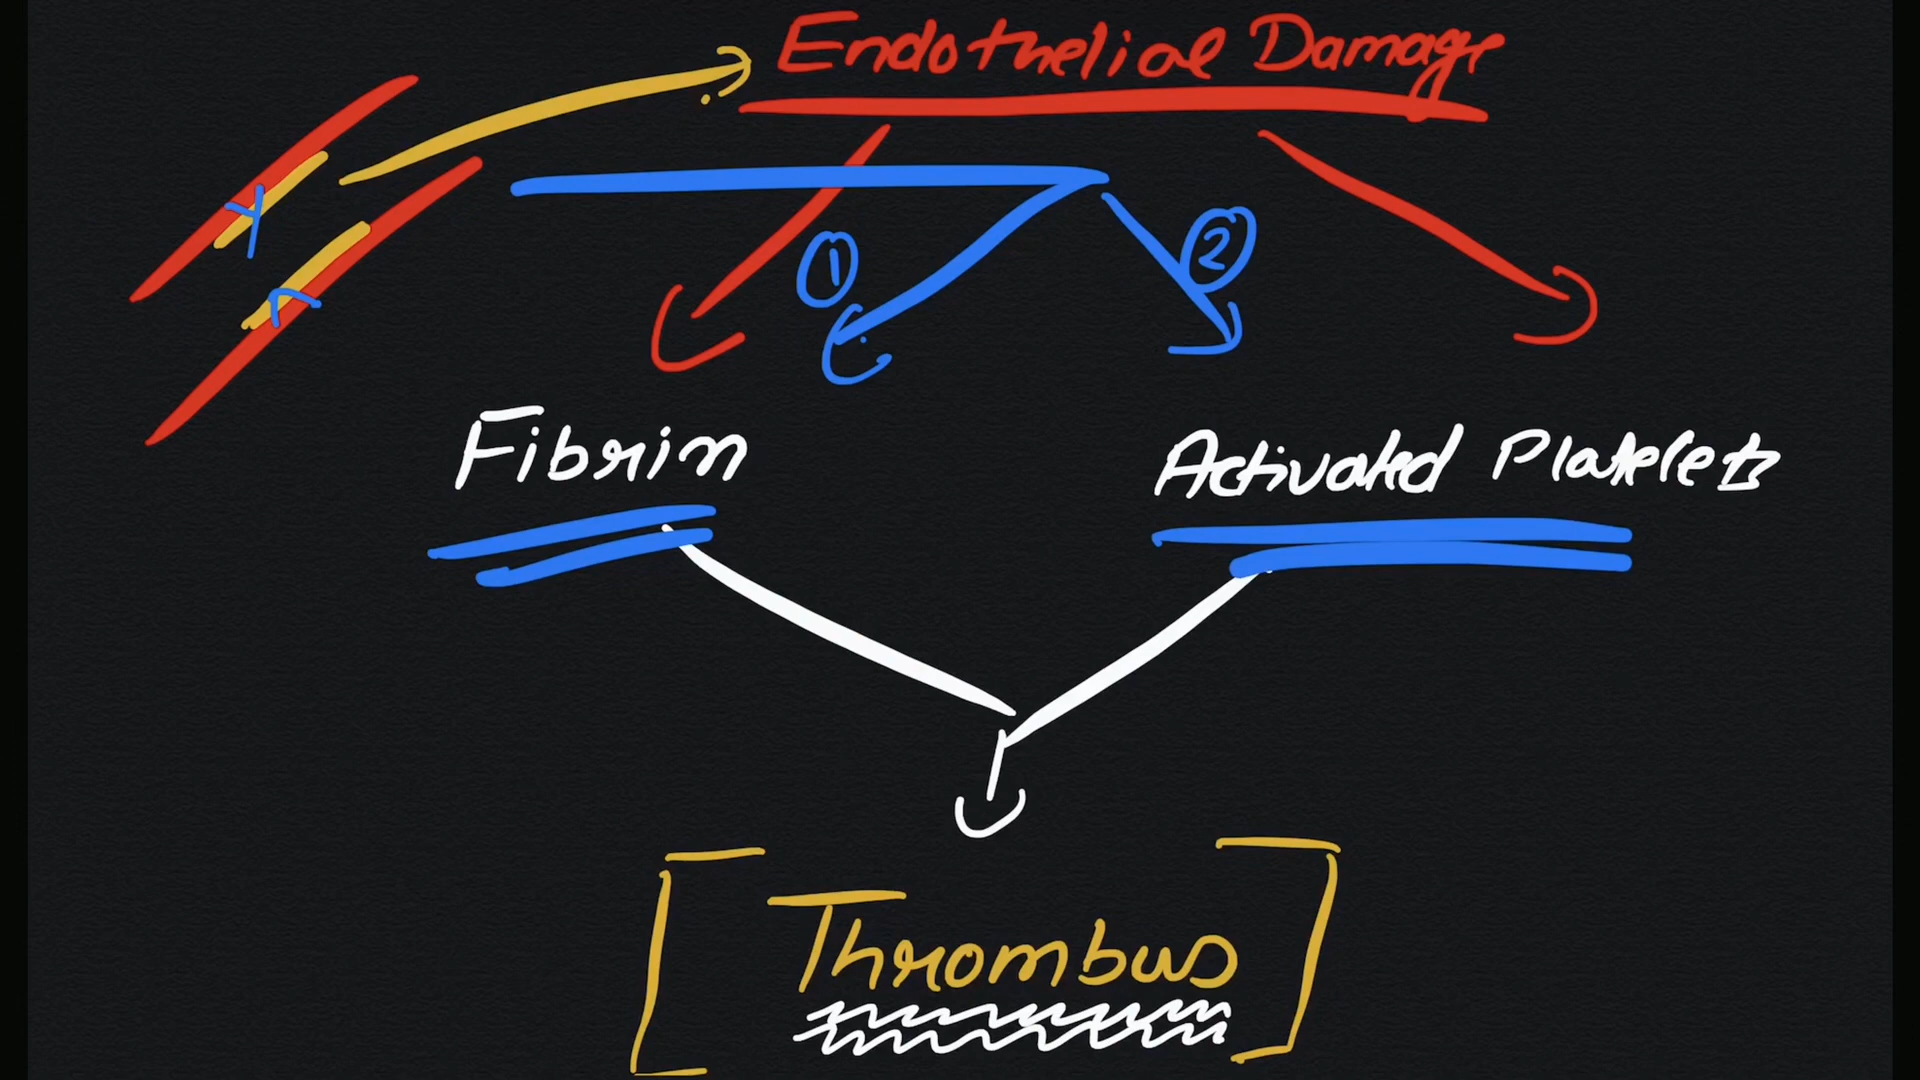 Endothelial Damage
① ②
Fibrin Activated Platelets
[Thrombus]